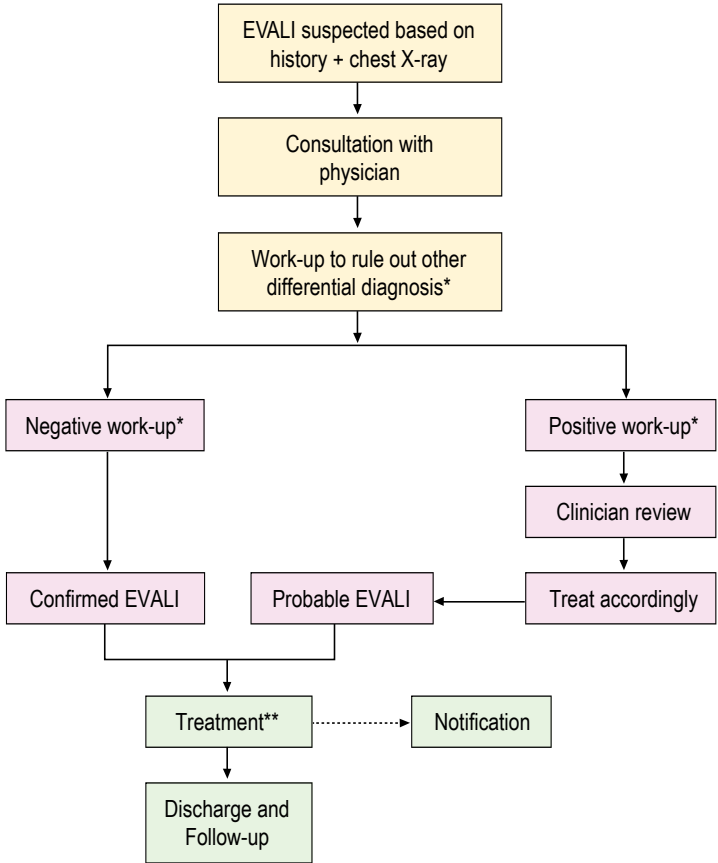 EVALI suspected based on
history + chest X-ray
Consultation with
physician
Work-up to rule out other
differential diagnosis*
Negative work-up*
Positive work-up*
Clinician review
Confirmed EVALI
Probable EVALI
Treat accordingly
Treatment**
Notification
Discharge and
Follow-up